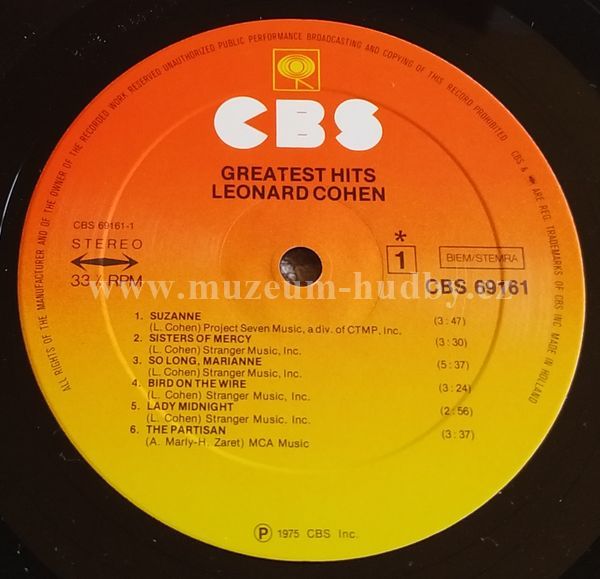 ALL RIGHTS OF THE MANUFACTURER AND OF THE OWNER OF THE RECORDED WORK RESERVED UNAUTHORIZED PUBLIC PERFORMANCE BROADCASTING AND COPYING OF THIS RECORD PROHIBITED
CBS & ARE REG. TRADEMARKS OF CBS INC. MADE IN HOLLAND
CBS
GREATEST HITS
LEONARD COHEN
CBS 69161-1
STEREO
33 ⅓ RPM
*
1
BIEM/STEMRA
CBS 69161
www.muzeum-hudby.cz
1. SUZANNE
(L. Cohen) Project Seven Music, a div. of CTMP, Inc. (3:47)
2. SISTERS OF MERCY
(L. Cohen) Stranger Music, Inc. (3:30)
3. SO LONG, MARIANNE
(L. Cohen) Stranger Music, Inc. (5:37)
4. BIRD ON THE WIRE
(L. Cohen) Stranger Music, Inc. (3:24)
5. LADY MIDNIGHT
(L. Cohen) Stranger Music. Inc. (2:56)
6. THE PARTISAN
(A. Marly-H. Zaret) MCA Music (3:37)
Ⓟ 1975 CBS Inc.